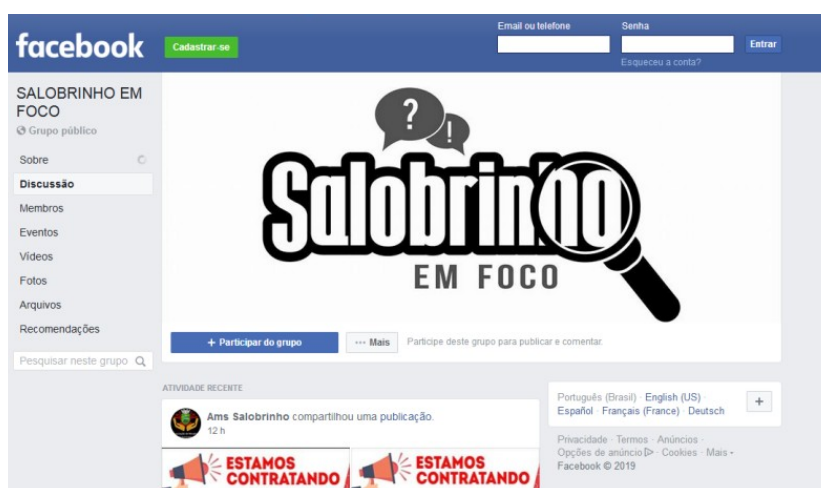 facebook
Cadastrar-se
Email ou telefone
Senha
Entrar
Esqueceu a conta?
SALOBRINHO EM
FOCO
Grupo público
Sobre
Discussão
Membros
Eventos
Vídeos
Fotos
Arquivos
Recomendações
Pesquisar neste grupo
? !
Salobrinho
EM FOCO
+ Participar do grupo
••• Mais
Participe deste grupo para publicar e comentar.
ATIVIDADE RECENTE
Ams Salobrinho compartilhou uma publicação.
12 h
ESTAMOS
CONTRATANDO
ESTAMOS
CONTRATANDO
Português (Brasil) · English (US) ·
Español · Français (France) · Deutsch
+
Privacidade · Termos · Anúncios ·
Opções de anúncio · Cookies · Mais
Facebook © 2019